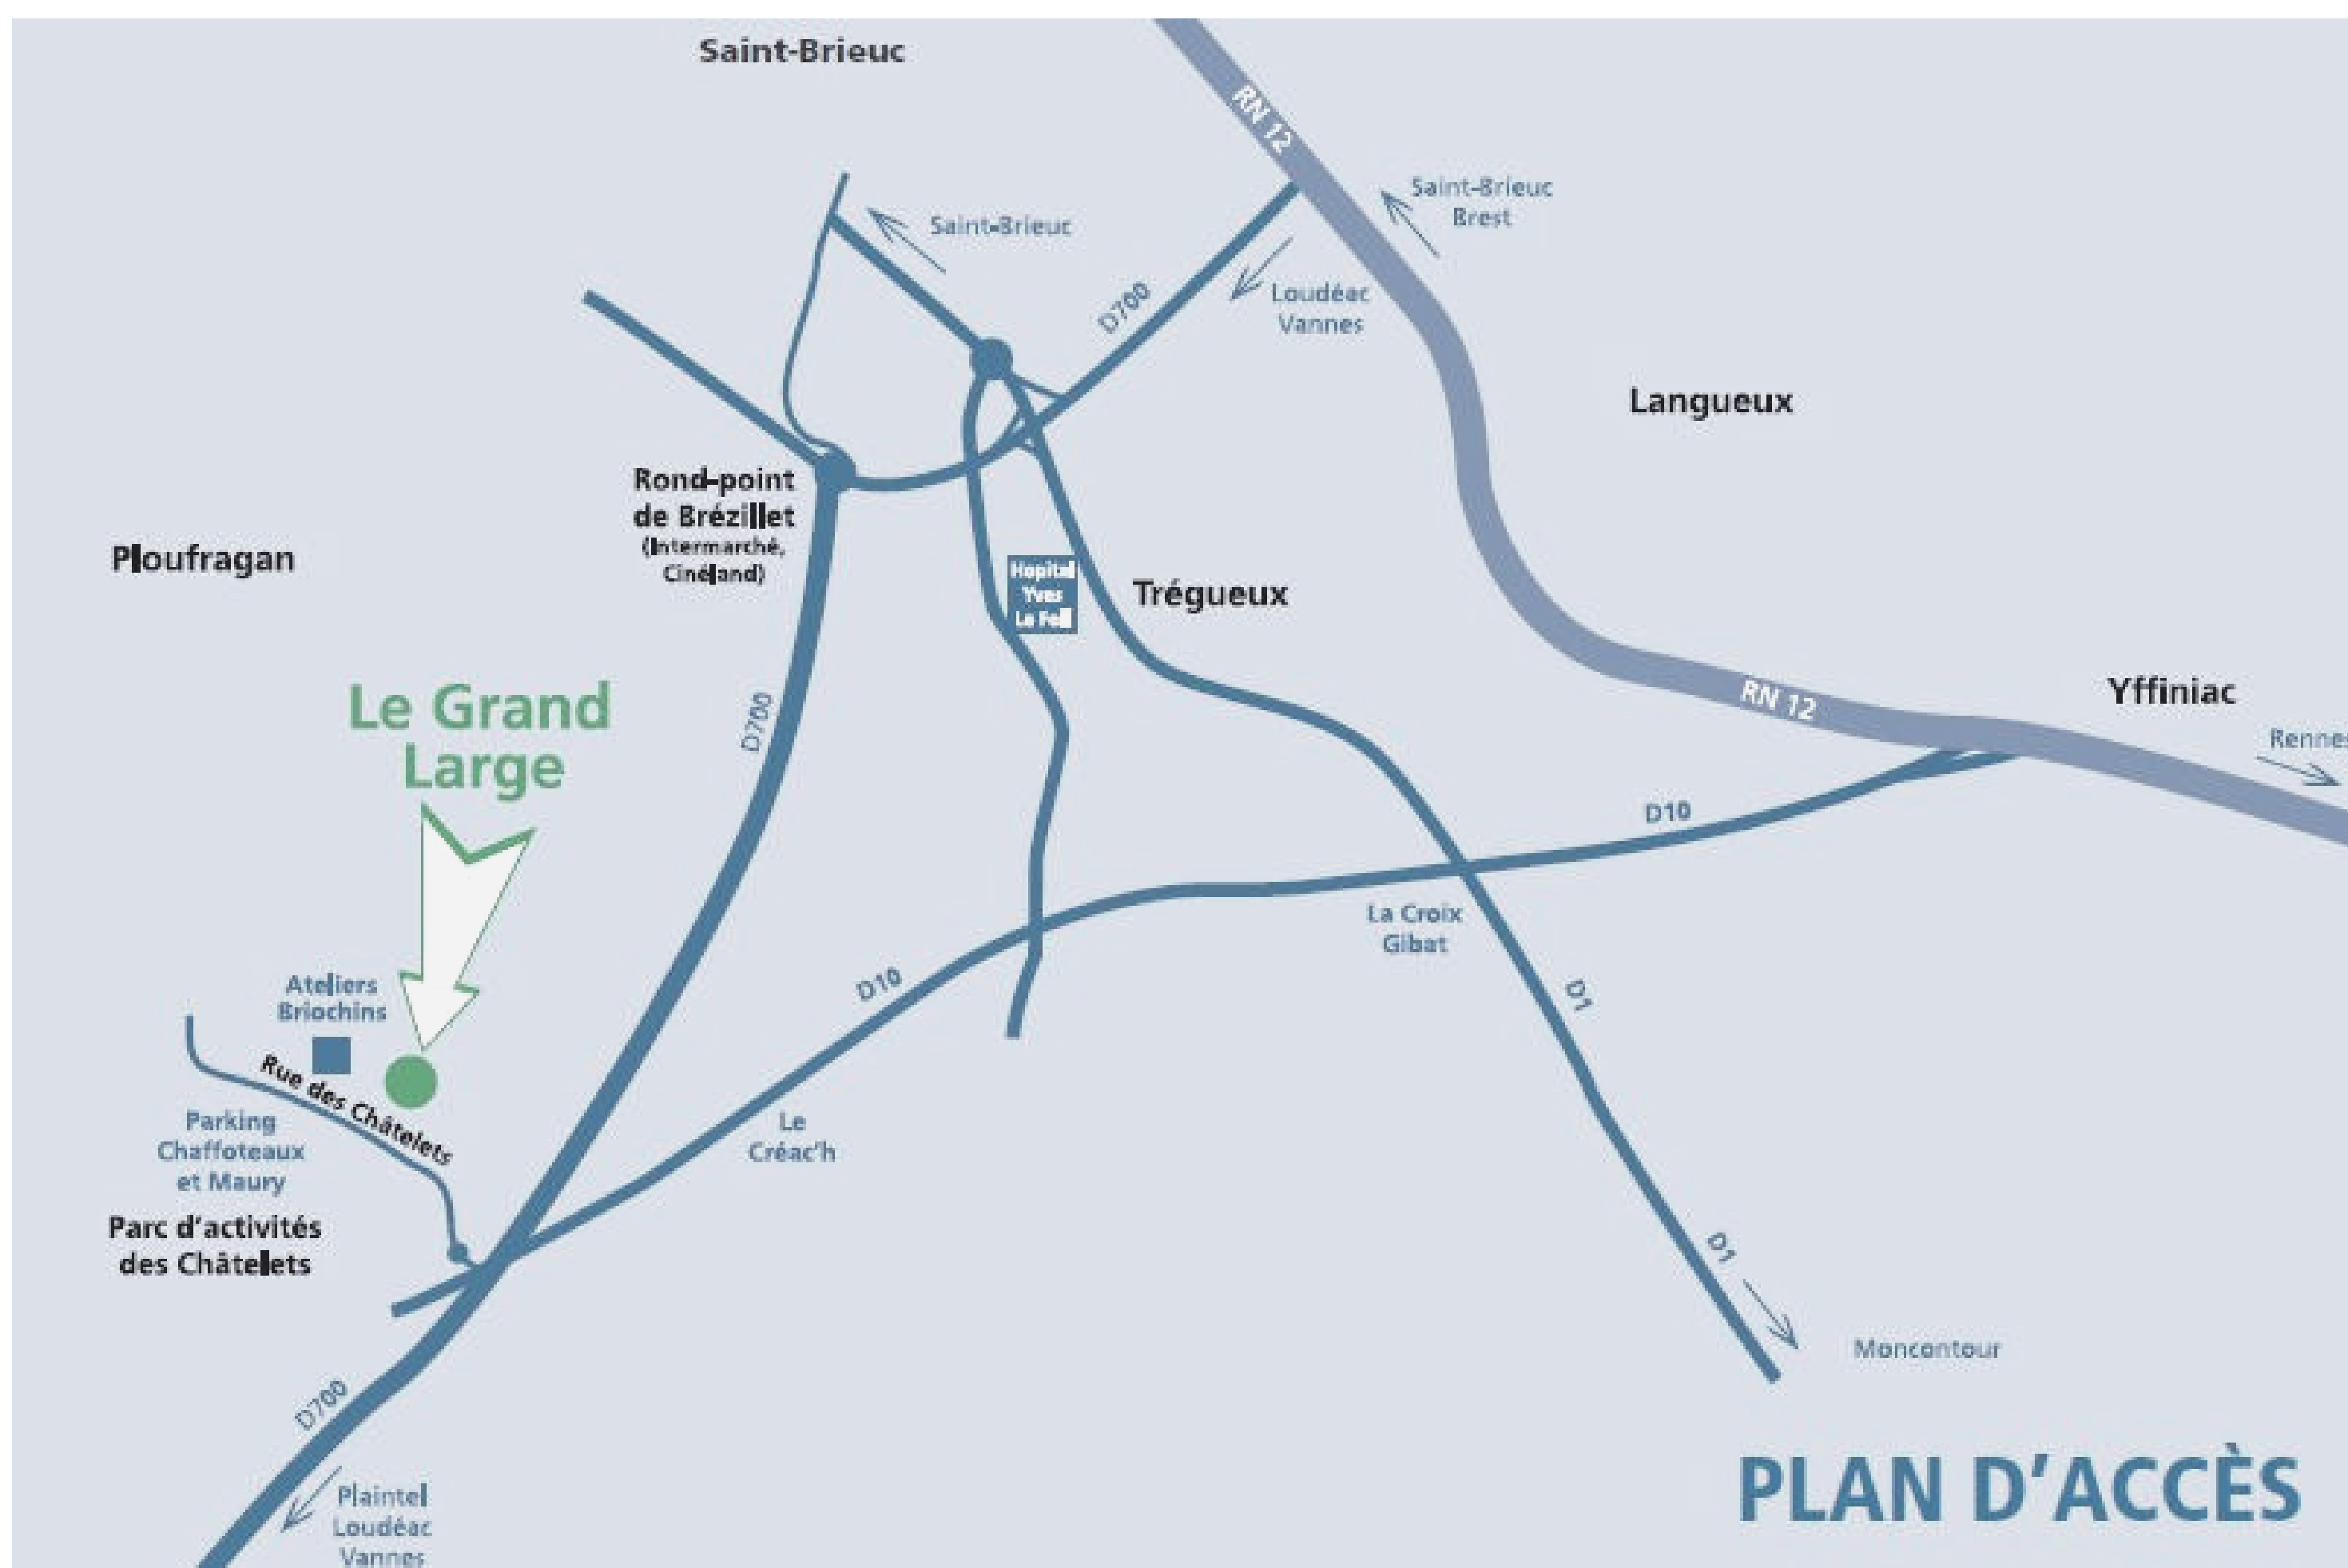 Saint-Brieuc
RN 12
Saint-Brieuc
Brest
Saint-Brieuc
D700
Loudéac
Vannes
Langueux
Rond-point
de Brézillet
(Intermarché,
Cinéland)
Ploufragan
Hopital
Yves
Le Foll
Trégueux
RN 12
Yffiniac
Rennes
Le Grand
Large
D700
D10
La Croix
Gibat
D10
D1
Ateliers
Briochins
Rue des Châtelets
Parking
Chaffoteaux
et Maury
Le
Créac'h
Parc d'activités
des Châtelets
D1
Moncontour
D700
Plaintel
Loudéac
Vannes
PLAN D'ACCÈS